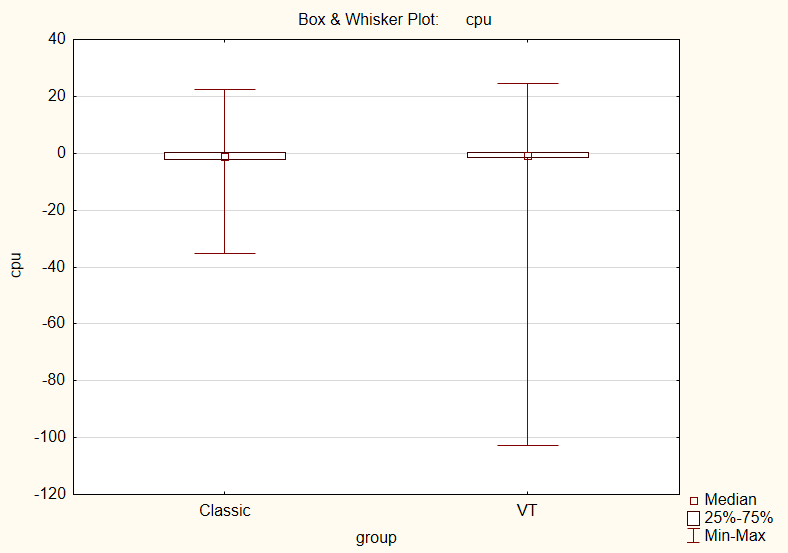 Box & Whisker Plot: cpu
40
20
0
-20
-40
-60
-80
-100
-120
cpu
Classic
VT
group
Median
25%-75%
Min-Max